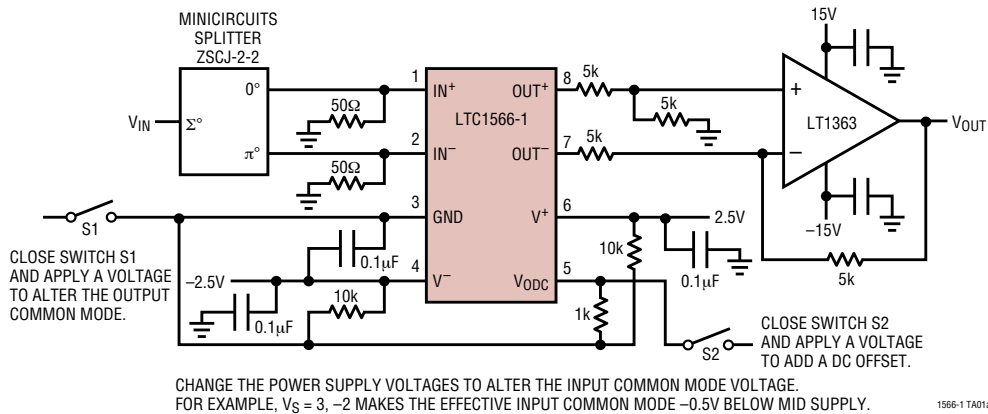 MINICIRCUITS
SPLITTER
ZSCJ-2-2
VIN
Σ°
0°
π°
50Ω
50Ω
1
2
3
4
IN+
IN−
GND
V−
LTC1566-1
OUT+
OUT−
V+
VODC
8
7
6
5
5k
5k
5k
15V
+
−
LT1363
VOUT
−15V
5k
S1
CLOSE SWITCH S1
AND APPLY A VOLTAGE
TO ALTER THE OUTPUT
COMMON MODE.
0.1µF
−2.5V
0.1µF
10k
10k
2.5V
0.1µF
1k
S2
CLOSE SWITCH S2
AND APPLY A VOLTAGE
TO ADD A DC OFFSET.
CHANGE THE POWER SUPPLY VOLTAGES TO ALTER THE INPUT COMMON MODE VOLTAGE.
FOR EXAMPLE, VS = 3, −2 MAKES THE EFFECTIVE INPUT COMMON MODE −0.5V BELOW MID SUPPLY.